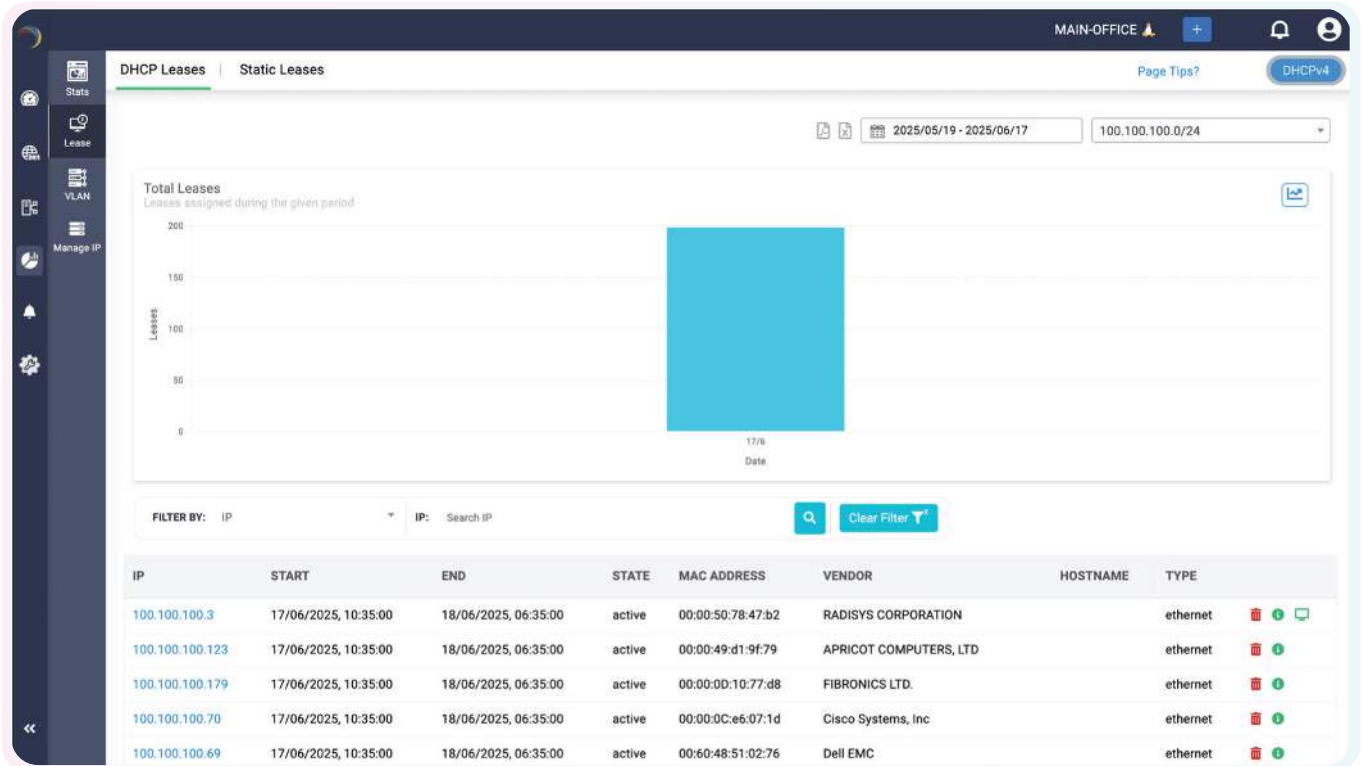 MAIN-OFFICE
+
DHCP Leases | Static Leases
Page Tips?
DHCPv4
Stats
Lease
VLAN
Manage IP
2025/05/19 - 2025/06/17
100.100.100.0/24
Total Leases
Leases assigned during the given period
200
150
100
50
0
Leases
17/6
Date
FILTER BY: IP
IP: Search IP
Clear Filter
IP START END STATE MAC ADDRESS VENDOR HOSTNAME TYPE
100.100.100.3 17/06/2025, 10:35:00 18/06/2025, 06:35:00 active 00:00:50:78:47:b2 RADISYS CORPORATION ethernet
100.100.100.123 17/06/2025, 10:35:00 18/06/2025, 06:35:00 active 00:00:49:d1:9f:79 APRICOT COMPUTERS, LTD ethernet
100.100.100.179 17/06/2025, 10:35:00 18/06/2025, 06:35:00 active 00:00:0D:10:77:d8 FIBRONICS LTD. ethernet
100.100.100.70 17/06/2025, 10:35:00 18/06/2025, 06:35:00 active 00:00:0C:e6:07:1d Cisco Systems, Inc ethernet
100.100.100.69 17/06/2025, 10:35:00 18/06/2025, 06:35:00 active 00:60:48:51:02:76 Dell EMC ethernet